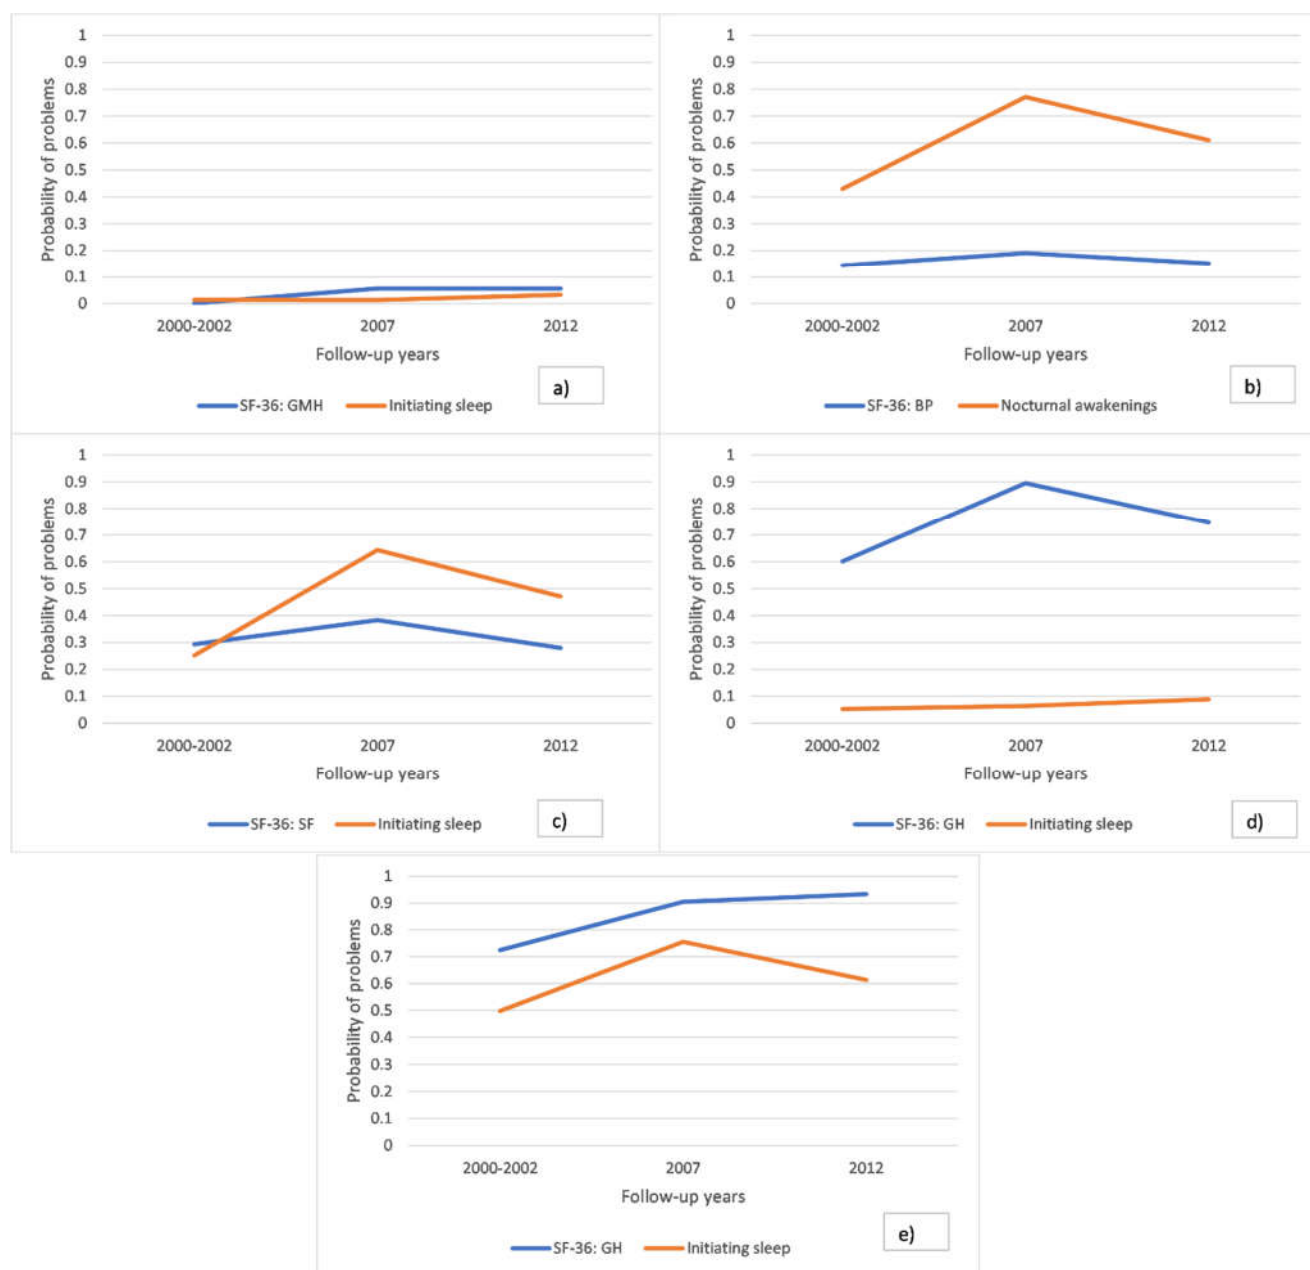 1
0.9
0.8
0.7
0.6
0.5
0.4
0.3
0.2
0.1
0
Probability of problems
2000-2002 2007 2012
Follow-up years
SF-36: GMH Initiating sleep
a)
1
0.9
0.8
0.7
0.6
0.5
0.4
0.3
0.2
0.1
0
Probability of problems
2000-2002 2007 2012
Follow-up years
SF-36: BP Nocturnal awakenings
b)
1
0.9
0.8
0.7
0.6
0.5
0.4
0.3
0.2
0.1
0
Probability of problems
2000-2002 2007 2012
Follow-up years
SF-36: SF Initiating sleep
c)
1
0.9
0.8
0.7
0.6
0.5
0.4
0.3
0.2
0.1
0
Probability of problems
2000-2002 2007 2012
Follow-up years
SF-36: GH Initiating sleep
d)
1
0.9
0.8
0.7
0.6
0.5
0.4
0.3
0.2
0.1
0
Probability of problems
2000-2002 2007 2012
Follow-up years
SF-36: GH Initiating sleep
e)